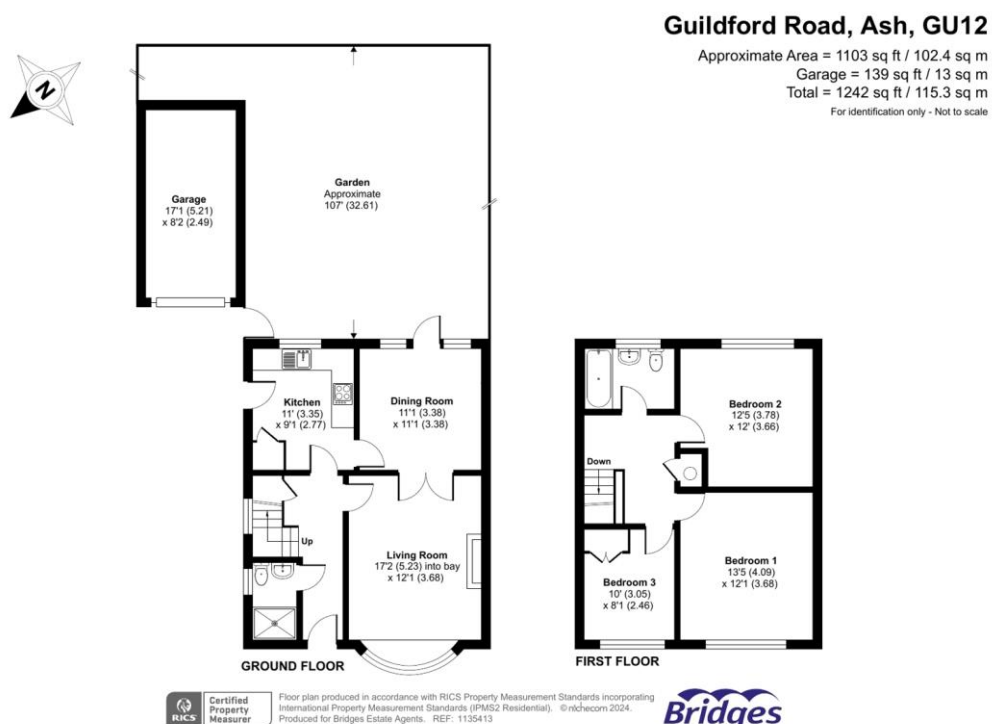 Guildford Road, Ash, GU12
Approximate Area = 1103 sq ft / 102.4 sq m
Garage = 139 sq ft / 13 sq m
Total = 1242 sq ft / 115.3 sq m
For identification only - Not to scale
N
Garage
17'1 (5.21)
x 8'2 (2.49)
Garden
Approximate
107' (32.61)
Kitchen
11' (3.35)
x 9'1 (2.77)
Dining Room
11'1 (3.38)
x 11'1 (3.38)
Up
Living Room
17'2 (5.23) into bay
x 12'1 (3.68)
GROUND FLOOR
Bedroom 2
12'5 (3.78)
x 12' (3.66)
Down
Bedroom 1
13'5 (4.09)
x 12'1 (3.68)
Bedroom 3
10' (3.05)
x 8'1 (2.46)
FIRST FLOOR
RICS
Certified
Property
Measurer
Floor plan produced in accordance with RICS Property Measurement Standards incorporating
International Property Measurement Standards (IPMS2 Residential). © nichecom 2024.
Produced for Bridges Estate Agents. REF: 1135413
Bridges